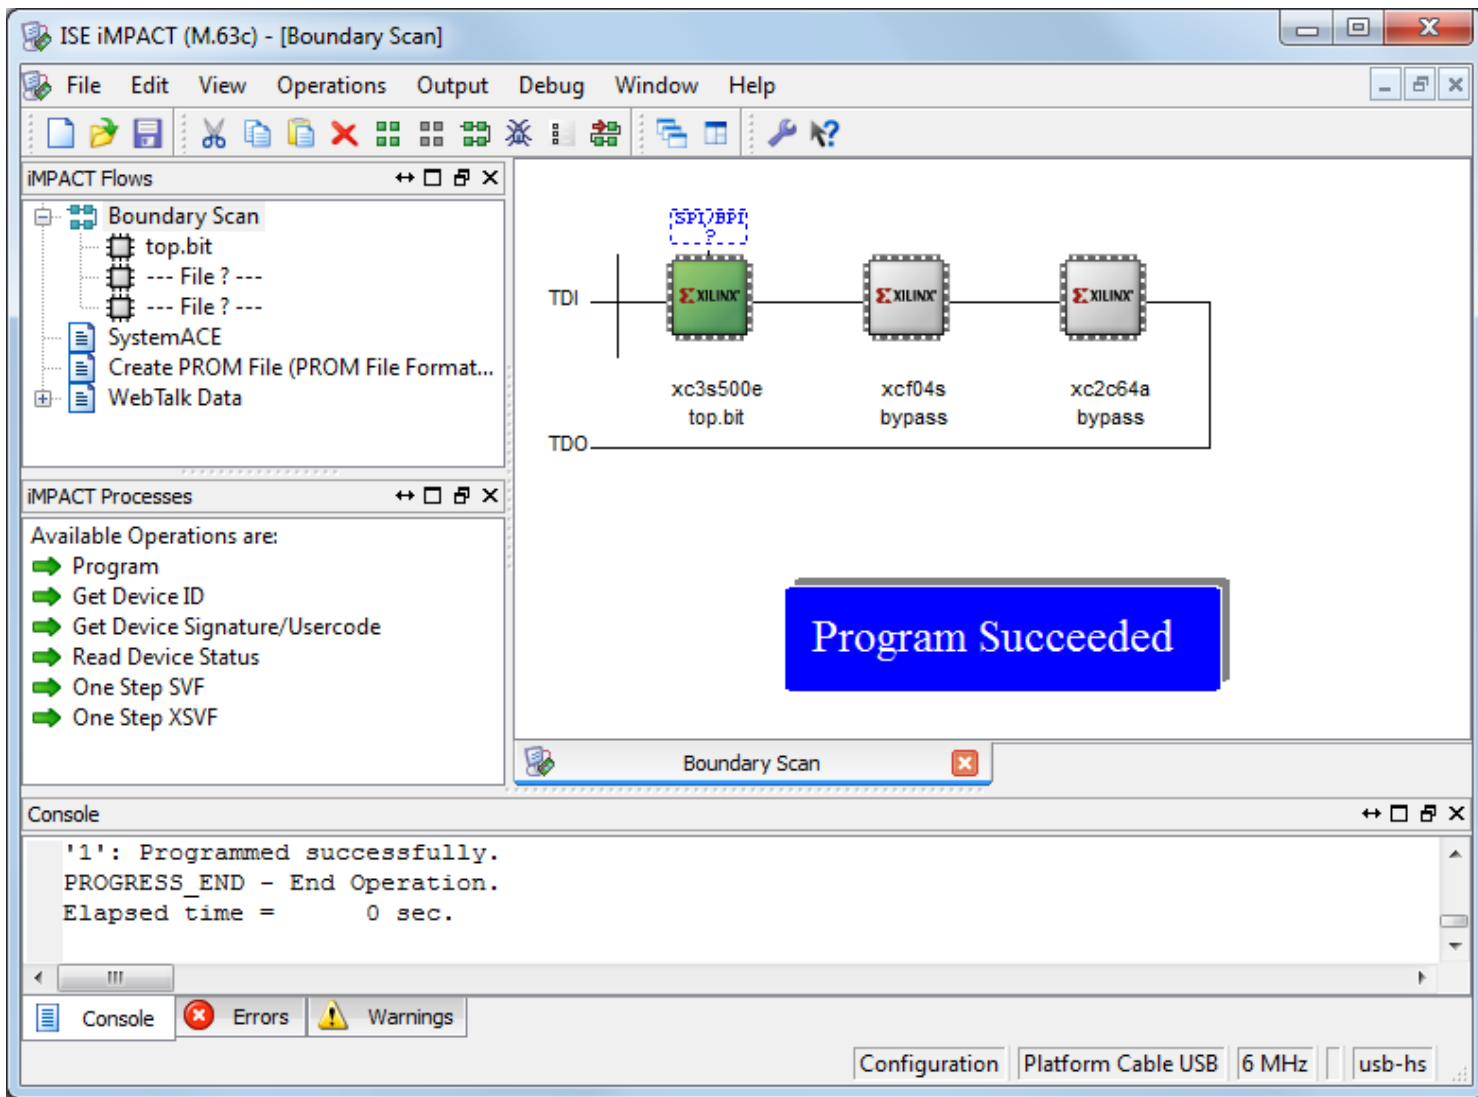 ISE iMPACT (M.63c) - [Boundary Scan]
File Edit View Operations Output Debug Window Help
iMPACT Flows
Boundary Scan
top.bit
--- File ? ---
--- File ? ---
SystemACE
Create PROM File (PROM File Format...
WebTalk Data
iMPACT Processes
Available Operations are:
Program
Get Device ID
Get Device Signature/Usercode
Read Device Status
One Step SVF
One Step XSVF
SPI/BPI
?
TDI
XILINX
XILINX
XILINX
xc3s500e
top.bit
xcf04s
bypass
xc2c64a
bypass
TDO
Program Succeeded
Boundary Scan
Console
'1': Programmed successfully.
PROGRESS_END - End Operation.
Elapsed time =      0 sec.
Console Errors Warnings
Configuration Platform Cable USB 6 MHz usb-hs